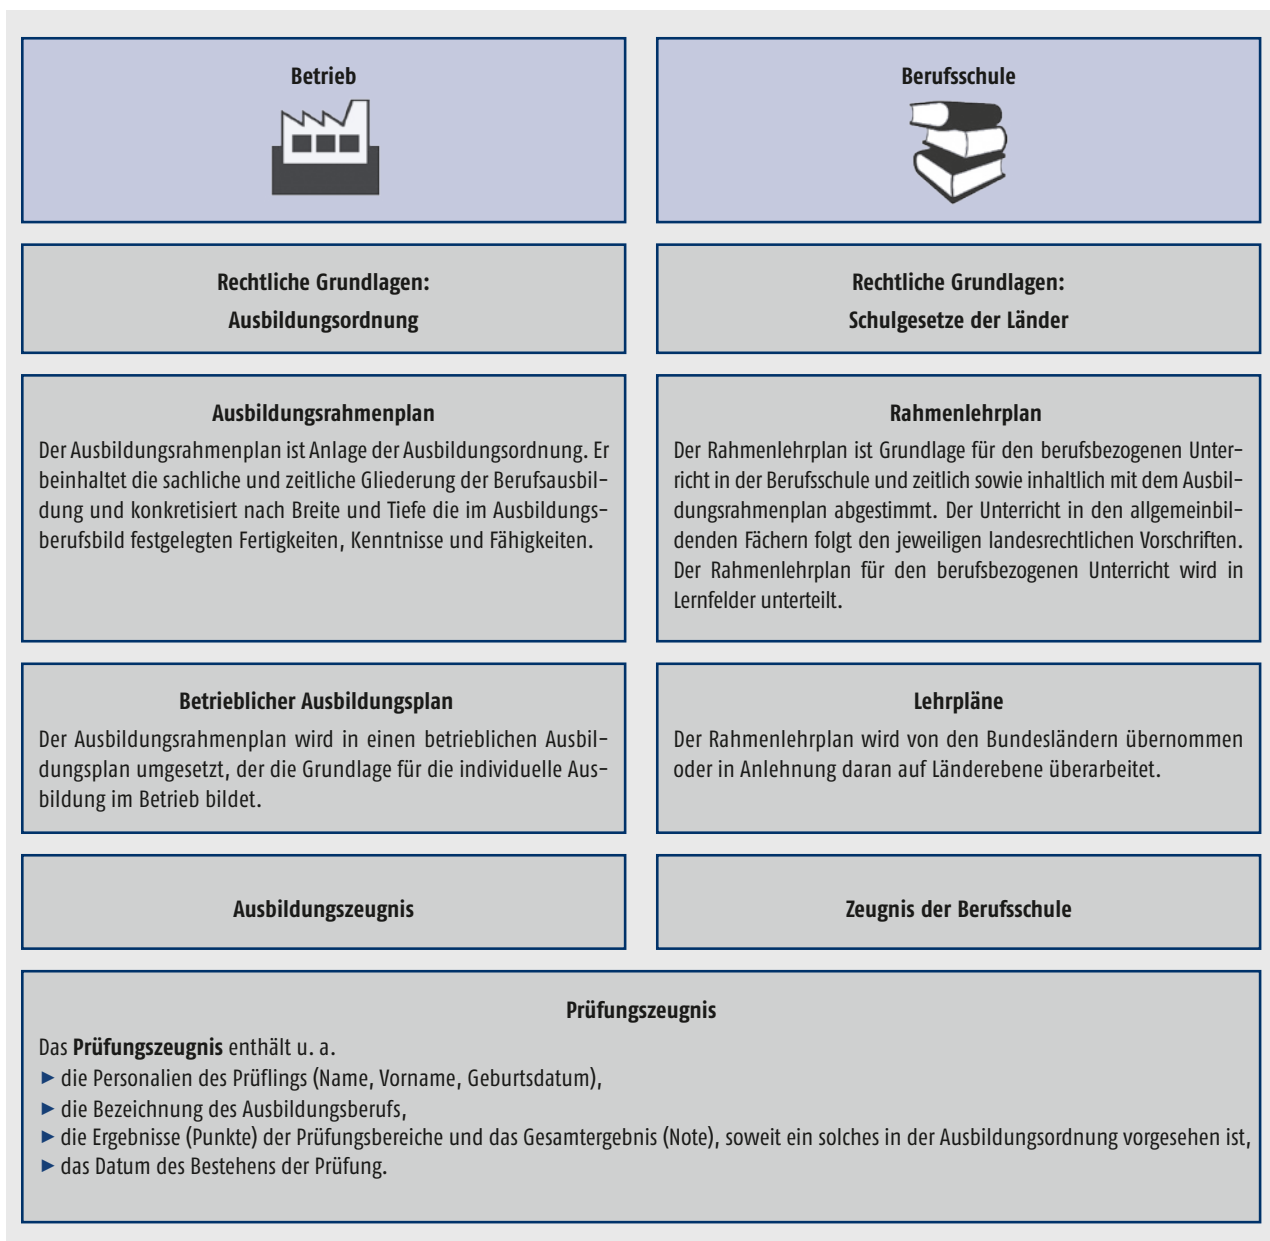 Betrieb
Berufsschule
Rechtliche Grundlagen:
Ausbildungsordnung
Rechtliche Grundlagen:
Schulgesetze der Länder
Ausbildungsrahmenplan
Der Ausbildungsrahmenplan ist Anlage der Ausbildungsordnung. Er
beinhaltet die sachliche und zeitliche Gliederung der Berufsausbil-
dung und konkretisiert nach Breite und Tiefe die im Ausbildungs-
berufsbild festgelegten Fertigkeiten, Kenntnisse und Fähigkeiten.
Rahmenlehrplan
Der Rahmenlehrplan ist Grundlage für den berufsbezogenen Unter-
richt in der Berufsschule und zeitlich sowie inhaltlich mit dem Ausbil-
dungsrahmenplan abgestimmt. Der Unterricht in den allgemeinbil-
denden Fächern folgt den jeweiligen landesrechtlichen Vorschriften.
Der Rahmenlehrplan für den berufsbezogenen Unterricht wird in
Lernfelder unterteilt.
Betrieblicher Ausbildungsplan
Der Ausbildungsrahmenplan wird in einen betrieblichen Ausbil-
dungsplan umgesetzt, der die Grundlage für die individuelle Aus-
bildung im Betrieb bildet.
Lehrpläne
Der Rahmenlehrplan wird von den Bundesländern übernommen
oder in Anlehnung daran auf Länderebene überarbeitet.
Ausbildungszeugnis
Zeugnis der Berufsschule
Prüfungszeugnis
Das Prüfungszeugnis enthält u. a.
► die Personalien des Prüflings (Name, Vorname, Geburtsdatum),
► die Bezeichnung des Ausbildungsberufs,
► die Ergebnisse (Punkte) der Prüfungsbereiche und das Gesamtergebnis (Note), soweit ein solches in der Ausbildungsordnung vorgesehen ist,
► das Datum des Bestehens der Prüfung.